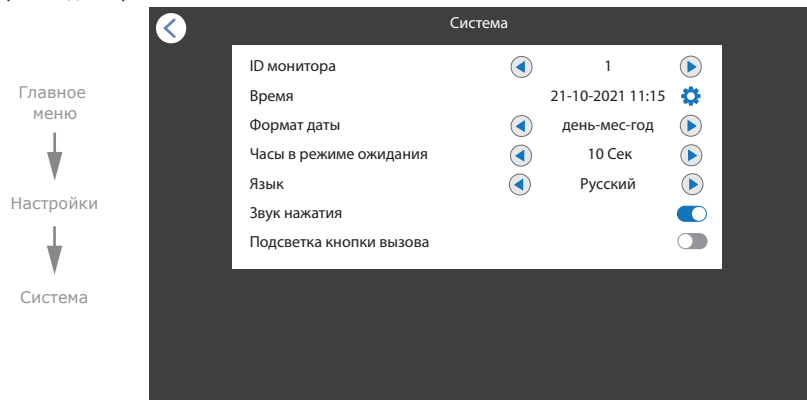 Главное
меню
Настройки
Система
Система
ID монитора 1
Время 21-10-2021 11:15
Формат даты день-мес-год
Часы в режиме ожидания 10 Сек
Язык Русский
Звук нажатия
Подсветка кнопки вызова